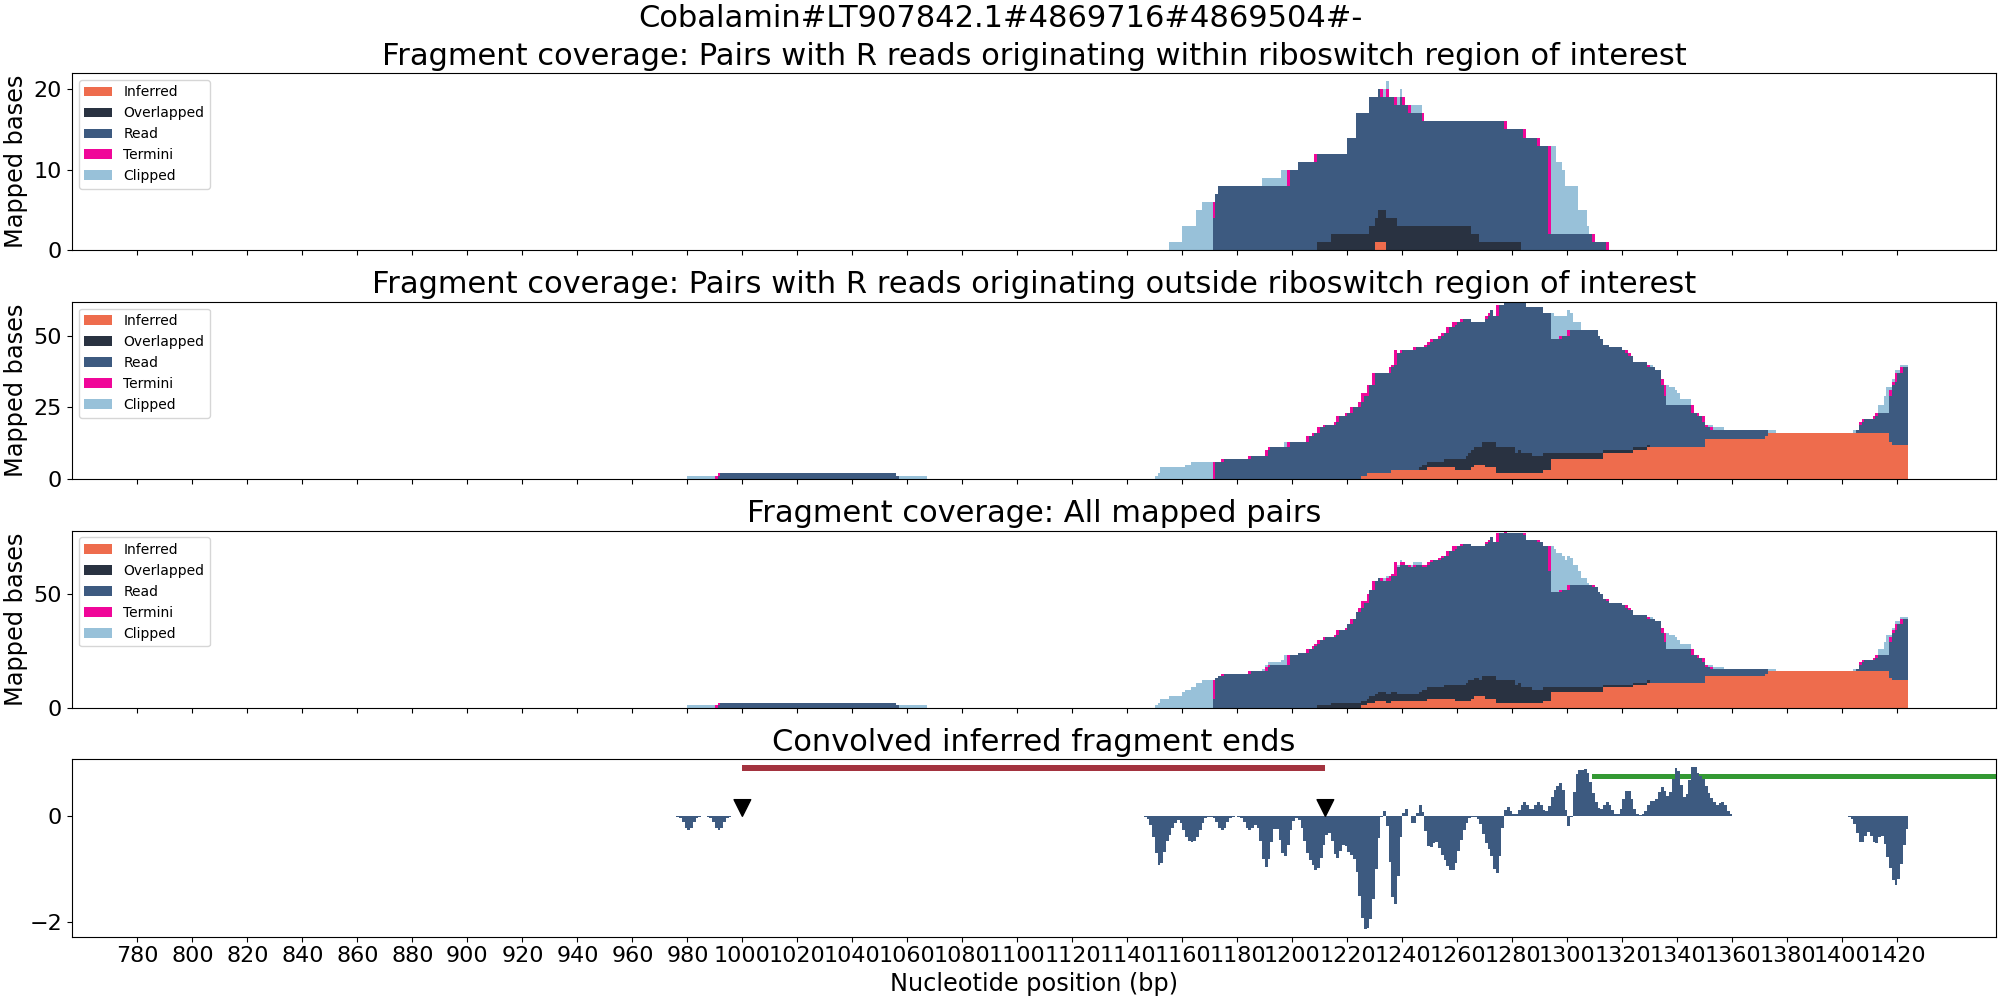 Cobalamin#LT907842.1#4869716#4869504#-
Fragment coverage: Pairs with R reads originating within riboswitch region of interest
Mapped bases
20
10
0
Inferred
Overlapped
Read
Termini
Clipped
Fragment coverage: Pairs with R reads originating outside riboswitch region of interest
Mapped bases
50
25
0
Inferred
Overlapped
Read
Termini
Clipped
Fragment coverage: All mapped pairs
Mapped bases
50
0
Inferred
Overlapped
Read
Termini
Clipped
Convolved inferred fragment ends
0
−2
780 800 820 840 860 880 900 920 940 960 980 1000 1020 1040 1060 1080 1100 1120 1140 1160 1180 1200 1220 1240 1260 1280 1300 1320 1340 1360 1380 1400 1420
Nucleotide position (bp)